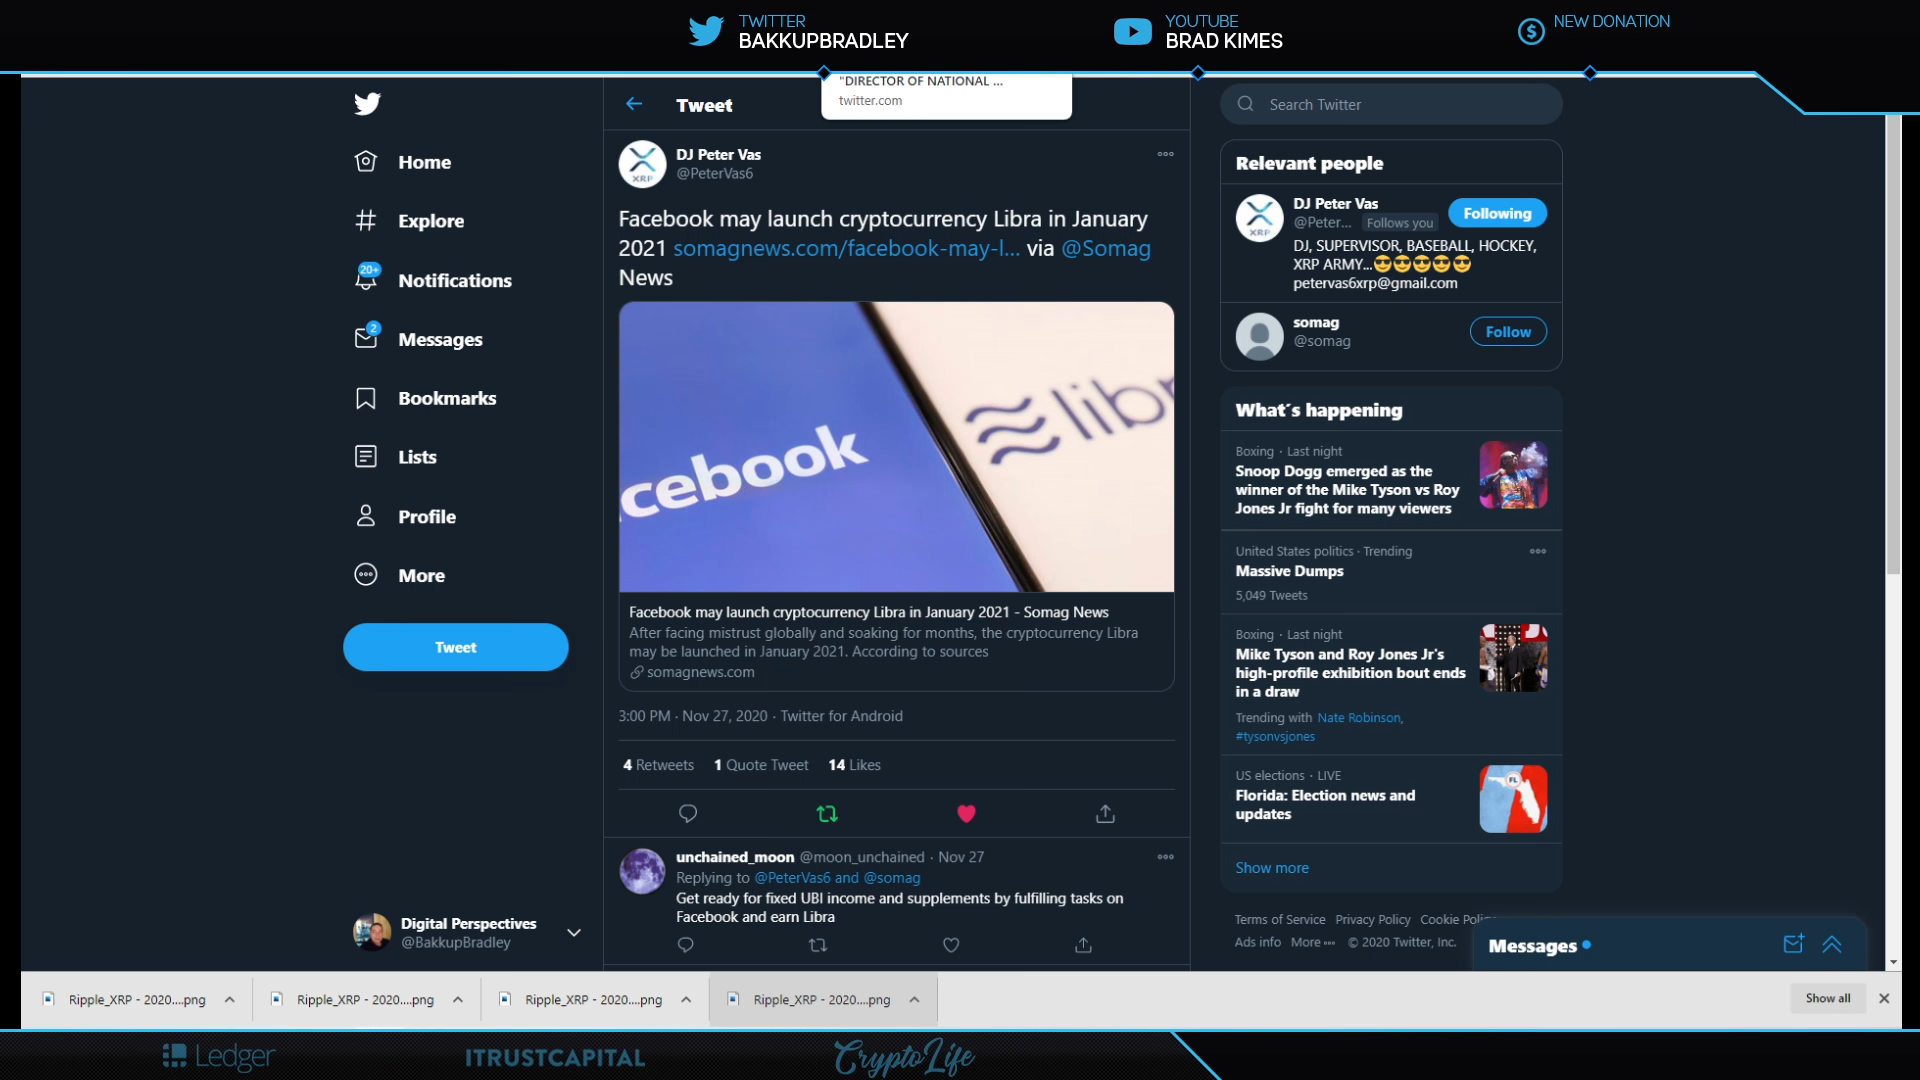 TWITTER
BAKKUPBRADLEY
YOUTUBE
BRAD KIMES
NEW DONATION
"DIRECTOR OF NATIONAL ...
twitter.com
Home
Explore
20+
Notifications
2
Messages
Bookmarks
Lists
Profile
More
Tweet
Digital Perspectives
@BakkupBradley
Tweet
XRP
DJ Peter Vas
@PeterVas6
Facebook may launch cryptocurrency Libra in January
2021 somagnews.com/facebook-may-l... via @Somag
News
cebook
libr
Facebook may launch cryptocurrency Libra in January 2021 - Somag News
After facing mistrust globally and soaking for months, the cryptocurrency Libra
may be launched in January 2021. According to sources
somagnews.com
3:00 PM · Nov 27, 2020 · Twitter for Android
4 Retweets 1 Quote Tweet 14 Likes
unchained_moon @moon_unchained · Nov 27
Replying to @PeterVas6 and @somag
Get ready for fixed UBI income and supplements by fulfilling tasks on
Facebook and earn Libra
Search Twitter
Relevant people
XRP
DJ Peter Vas
@Peter... Follows you
Following
DJ, SUPERVISOR, BASEBALL, HOCKEY,
XRP ARMY...😎😎😎😎😎
petervas6xrp@gmail.com
somag
@somag
Follow
What's happening
Boxing · Last night
Snoop Dogg emerged as the
winner of the Mike Tyson vs Roy
Jones Jr fight for many viewers
United States politics · Trending
Massive Dumps
5,049 Tweets
Boxing · Last night
Mike Tyson and Roy Jones Jr's
high-profile exhibition bout ends
in a draw
Trending with Nate Robinson,
#tysonvsjones
US elections · LIVE
Florida: Election news and
updates
FL
Show more
Terms of Service Privacy Policy Cookie
Ads info More ··· © 2020 Twitter, Inc.
Messages
Ripple_XRP - 2020....png
Ripple_XRP - 2020....png
Ripple_XRP - 2020....png
Ripple_XRP - 2020....png
Show all
Ledger
ITRUSTCAPITAL
CryptoLife